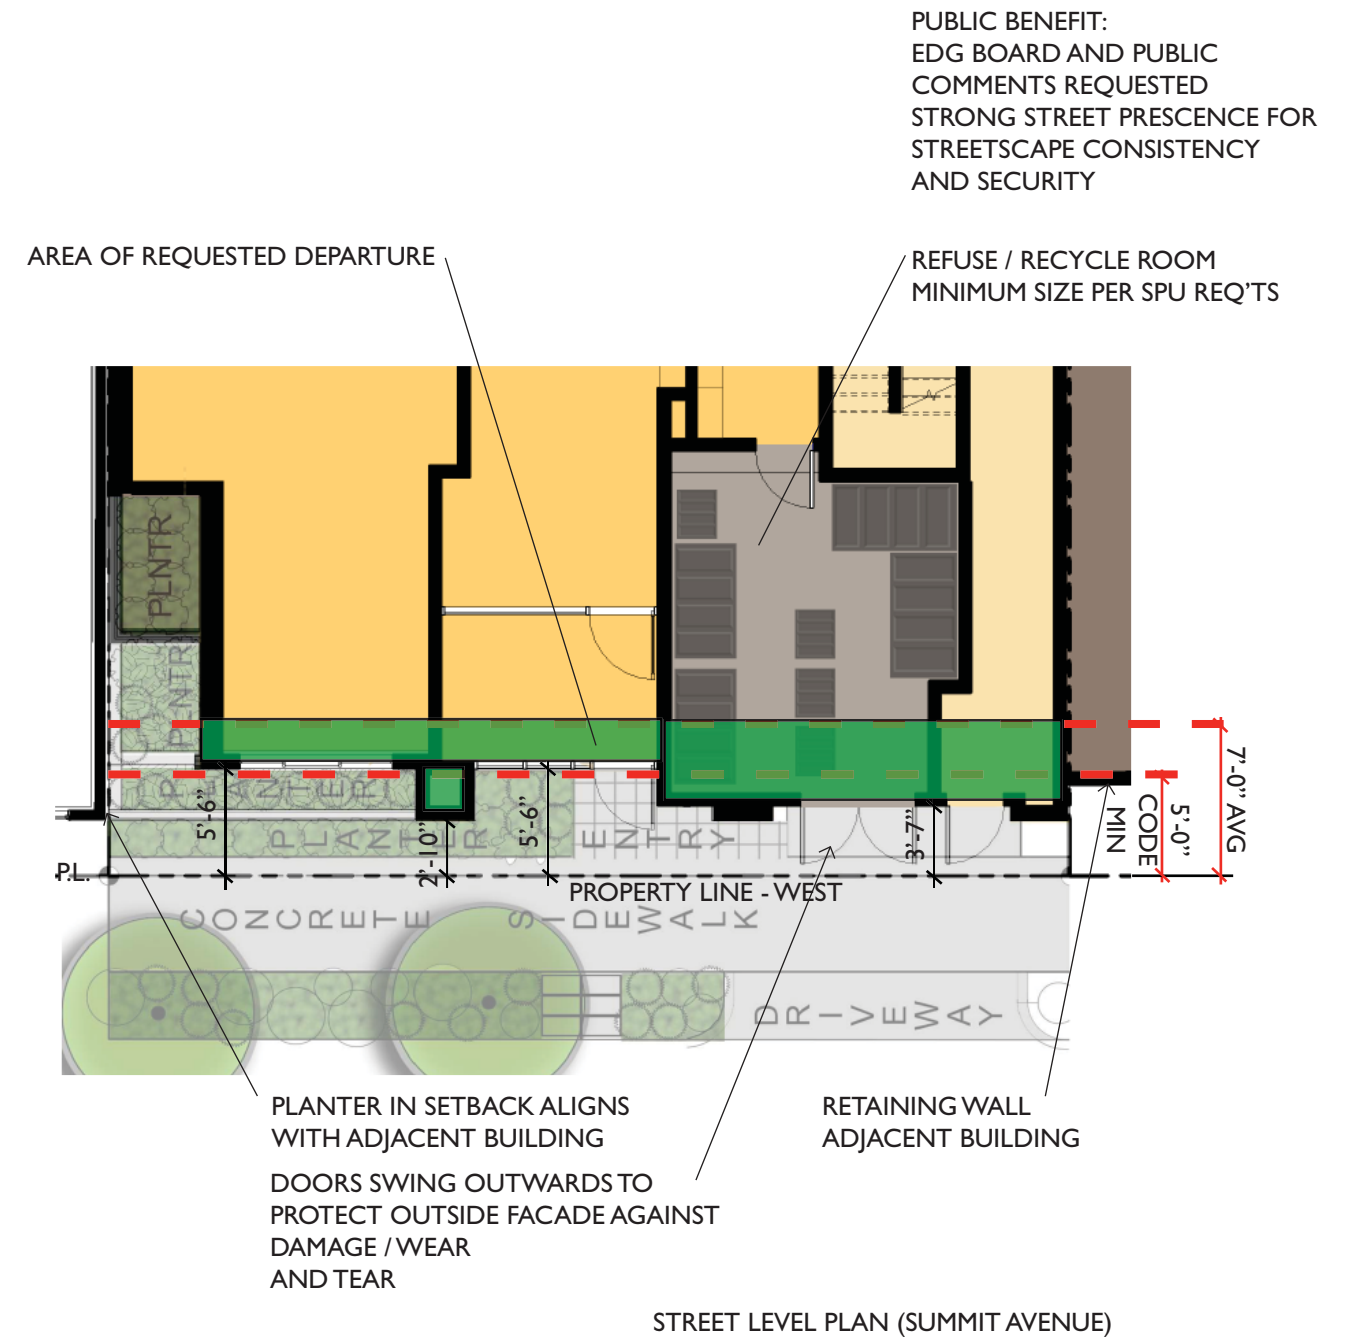 PUBLIC BENEFIT:
EDG BOARD AND PUBLIC
COMMENTS REQUESTED
STRONG STREET PRESCENCE FOR
STREETSCAPE CONSISTENCY
AND SECURITY
AREA OF REQUESTED DEPARTURE
REFUSE / RECYCLE ROOM
MINIMUM SIZE PER SPU REQ'TS
PLNTR
PLNTR
PLANTER
PLANTER
ENTRY
5'-6"
2'-10"
5'-6"
3'-7"
MIN
CODE
5'-0"
7'-0" AVG
P.L.
PROPERTY LINE - WEST
CONCRETE SIDEWALK
DRIVEWAY
PLANTER IN SETBACK ALIGNS
WITH ADJACENT BUILDING
RETAINING WALL
ADJACENT BUILDING
DOORS SWING OUTWARDS TO
PROTECT OUTSIDE FACADE AGAINST
DAMAGE / WEAR
AND TEAR
STREET LEVEL PLAN (SUMMIT AVENUE)